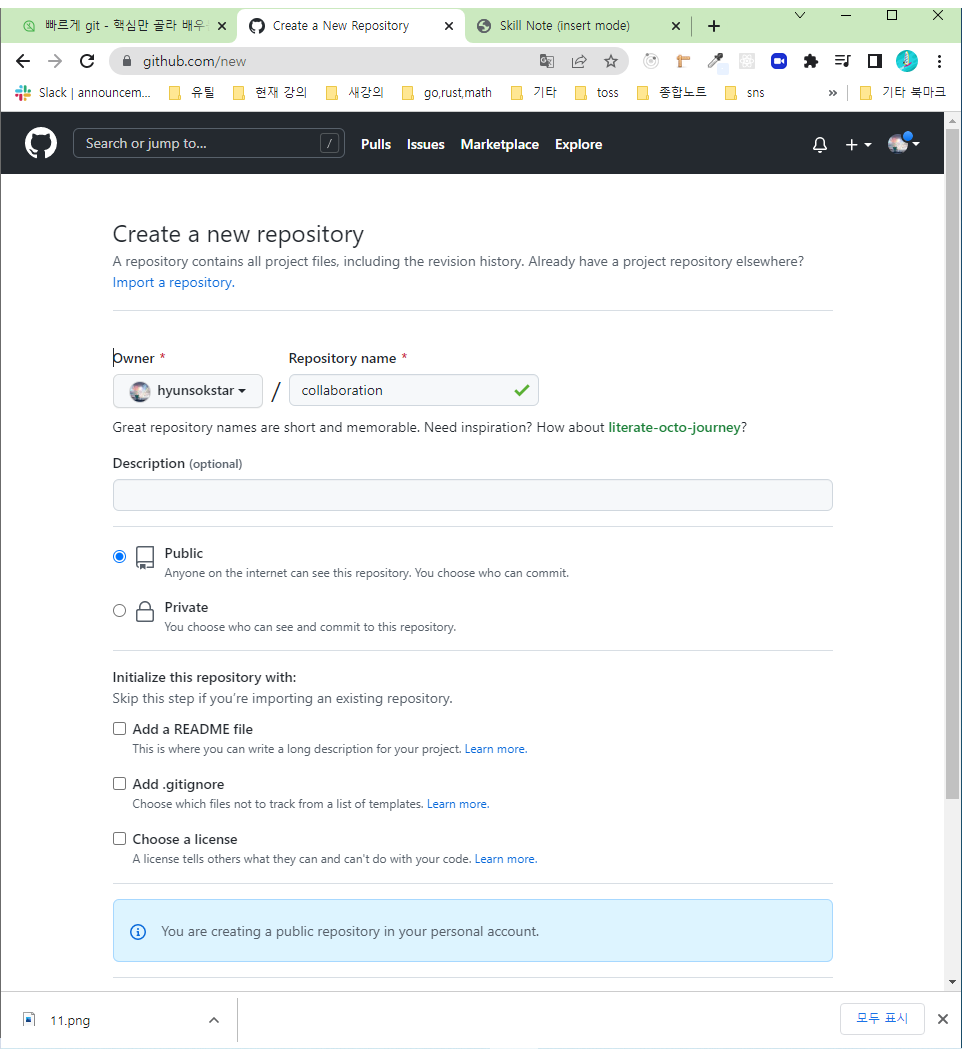 빠르게 git - 핵심만 골라 배우
Create a New Repository
Skill Note (insert mode)
github.com/new
Slack | announcem...
유틸
현재 강의
새강의
go,rust,math
기타
toss
종합노트
sns
»
기타 북마크
Search or jump to...
/
Pulls
Issues
Marketplace
Explore
Create a new repository
A repository contains all project files, including the revision history. Already have a project repository elsewhere?
Import a repository.
Owner *
Repository name *
hyunsokstar
/
collaboration
Great repository names are short and memorable. Need inspiration? How about literate-octo-journey?
Description (optional)
Public
Anyone on the internet can see this repository. You choose who can commit.
Private
You choose who can see and commit to this repository.
Initialize this repository with:
Skip this step if you're importing an existing repository.
Add a README file
This is where you can write a long description for your project. Learn more.
Add .gitignore
Choose which files not to track from a list of templates. Learn more.
Choose a license
A license tells others what they can and can't do with your code. Learn more.
You are creating a public repository in your personal account.
11.png
모두 표시